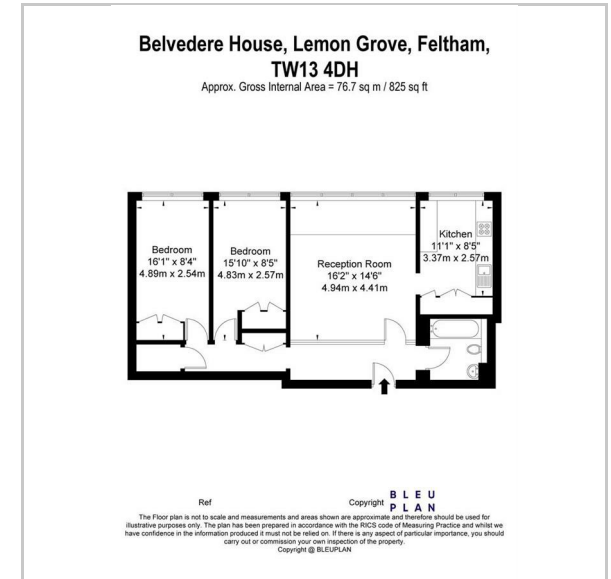 Belvedere House, Lemon Grove, Feltham,
TW13 4DH
Approx. Gross Internal Area = 76.7 sq m / 825 sq ft
Bedroom
16'1" x 8'4"
4.89m x 2.54m
Bedroom
15'10" x 8'5"
4.83m x 2.57m
Reception Room
16'2" x 14'6"
4.94m x 4.41m
Kitchen
11'1" x 8'5"
3.37m x 2.57m
Ref
Copyright
BLEU
PLAN
The Floor plan is not to scale and measurements and areas shown are approximate and therefore should be used for
illustrative purposes only. The plan has been prepared in accordance with the RICS code of Measuring Practice and whilst we
have confidence in the information produced it must not be relied on. If there is any aspect of particular importance, you should
carry out or commission your own inspection of the property.
Copyright @ BLEUPLAN